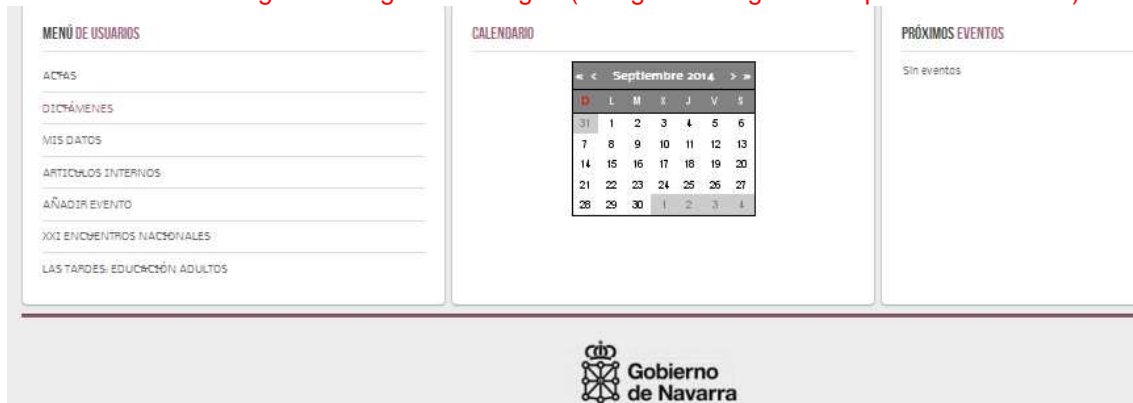 MENÚ DE USUARIOS
ACTAS
DICTÁMENES
MIS DATOS
ARTICULOS INTERNOS
AÑADIR EVENTO
XXI ENCUENTROS NACIONALES
LAS TARDES: EDUCACIÓN ADULTOS
CALENDARIO
« < Septiembre 2014 > »
D L M X J V S
31 1 2 3 4 5 6
7 8 9 10 11 12 13
14 15 16 17 18 19 20
21 22 23 24 25 26 27
28 29 30 1 2 3 4
PRÓXIMOS EVENTOS
Sin eventos
Gobierno
de Navarra